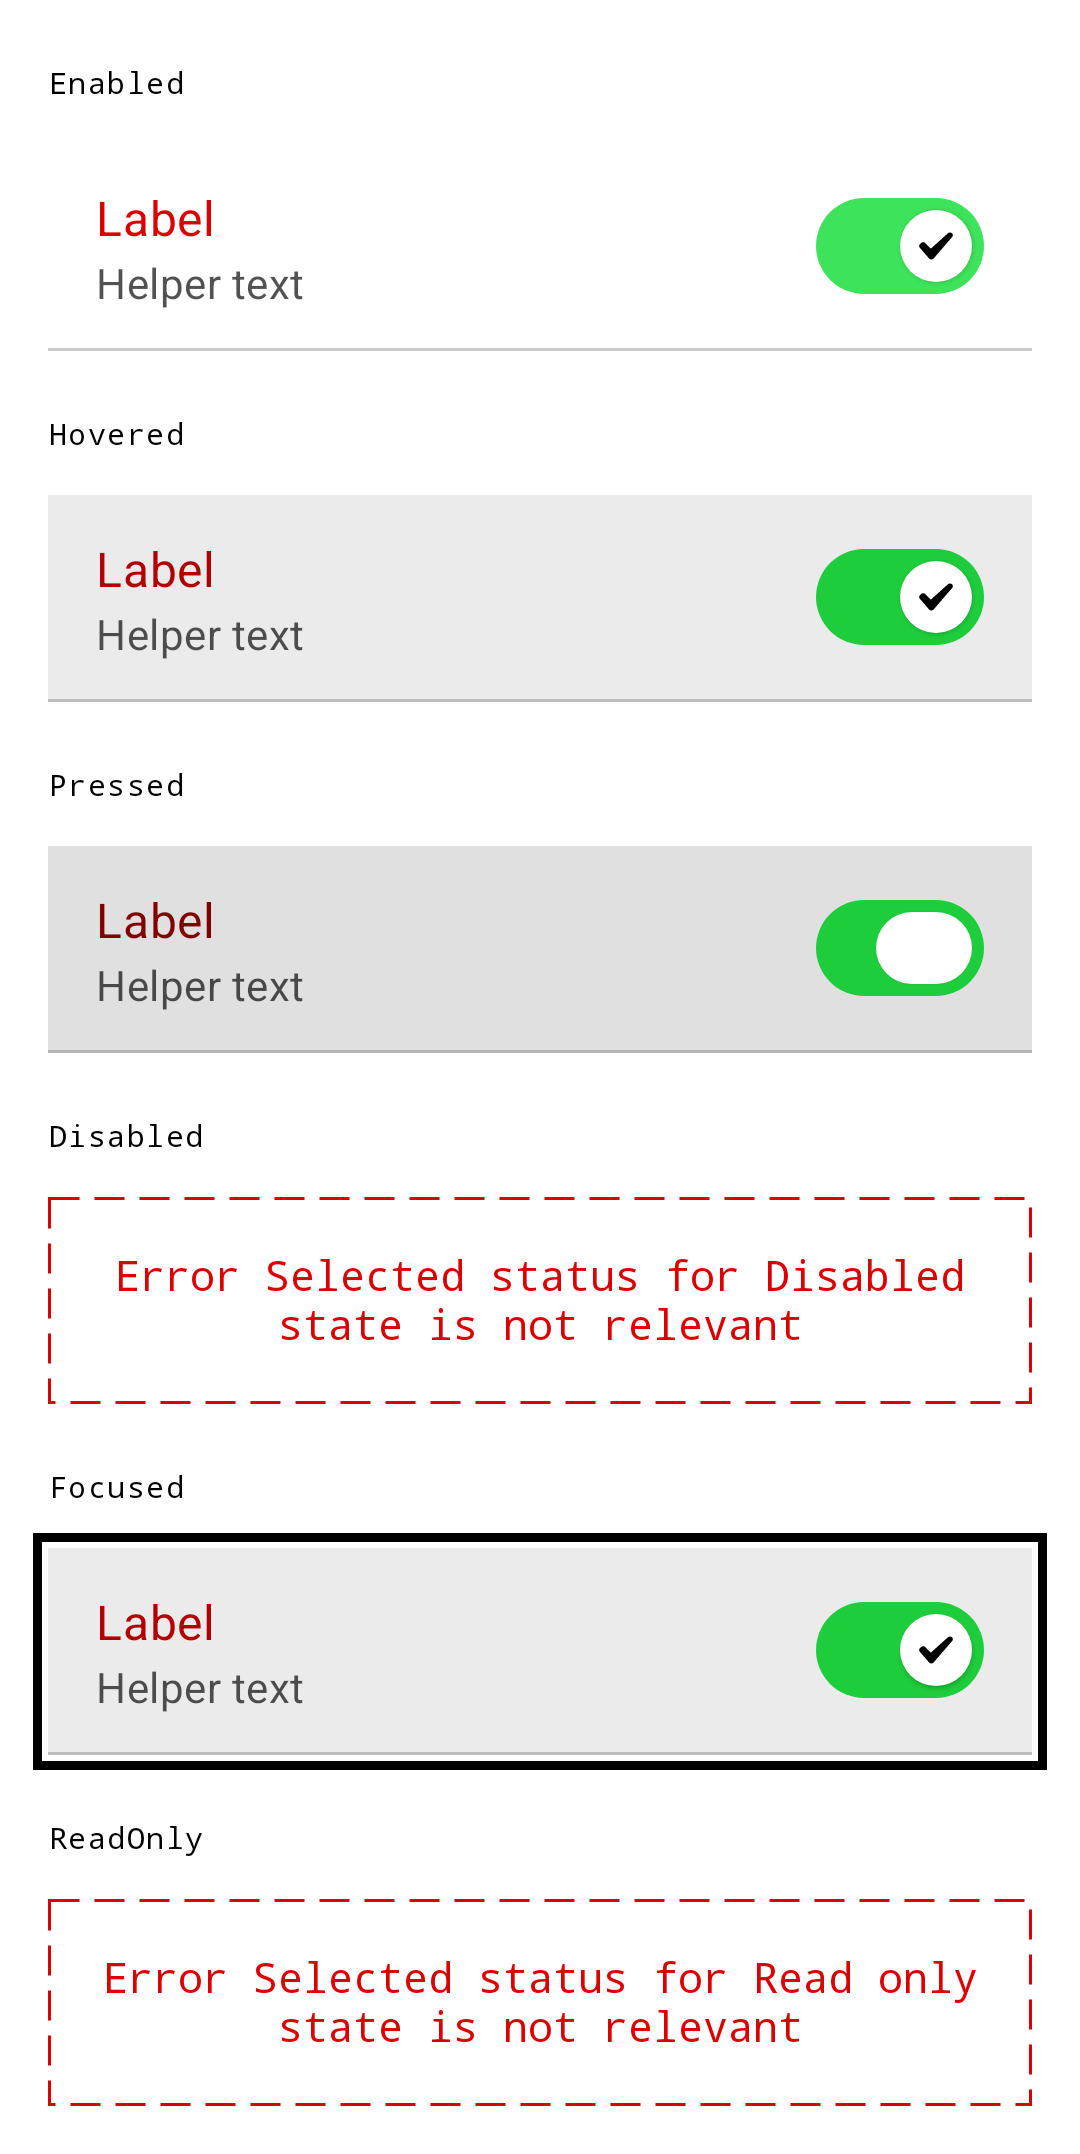 Enabled
Label
Helper text
Hovered
Label
Helper text
Pressed
Label
Helper text
Disabled
Error Selected status for Disabled
state is not relevant
Focused
Label
Helper text
ReadOnly
Error Selected status for Read only
state is not relevant